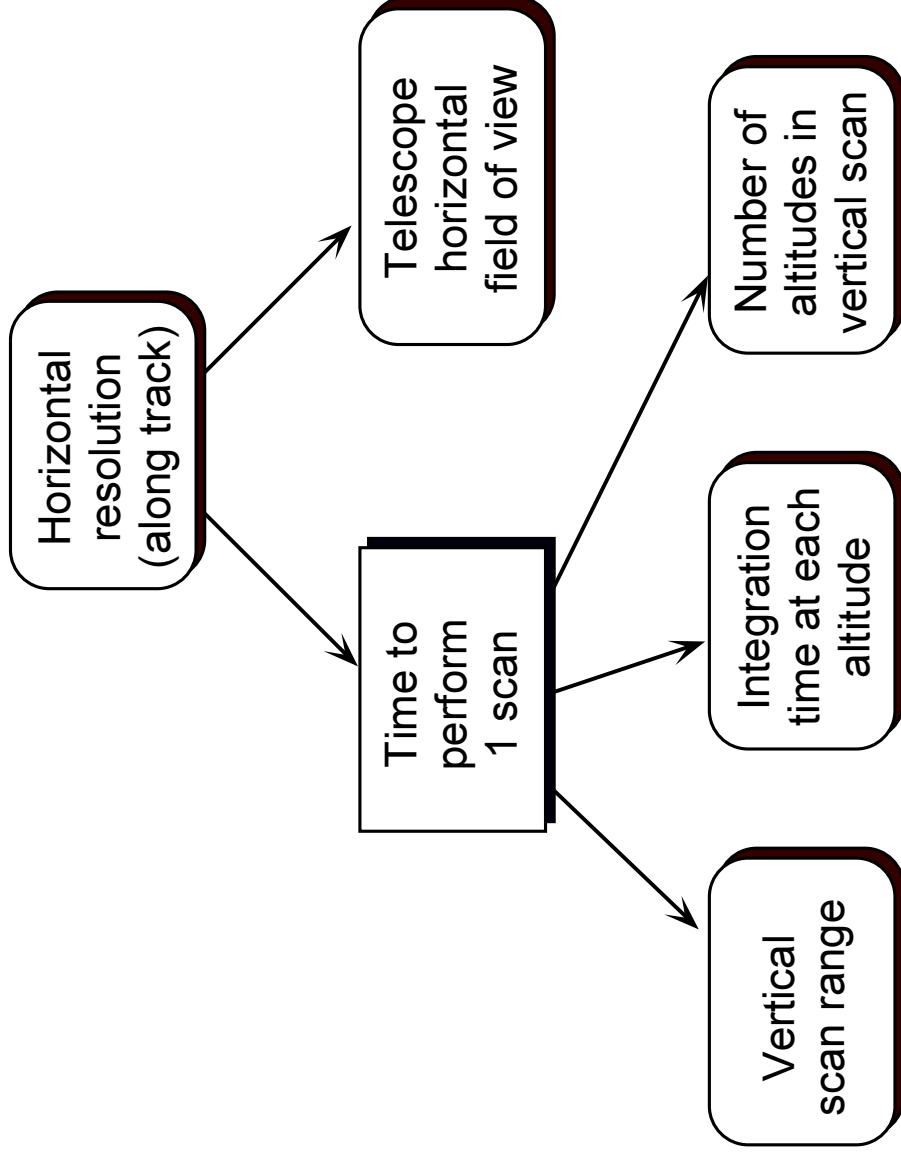 Horizontal
resolution
(along track)
Time to
perform
1 scan
Telescope
horizontal
field of view
Vertical
scan range
Integration
time at each
altitude
Number of
altitudes in
vertical scan